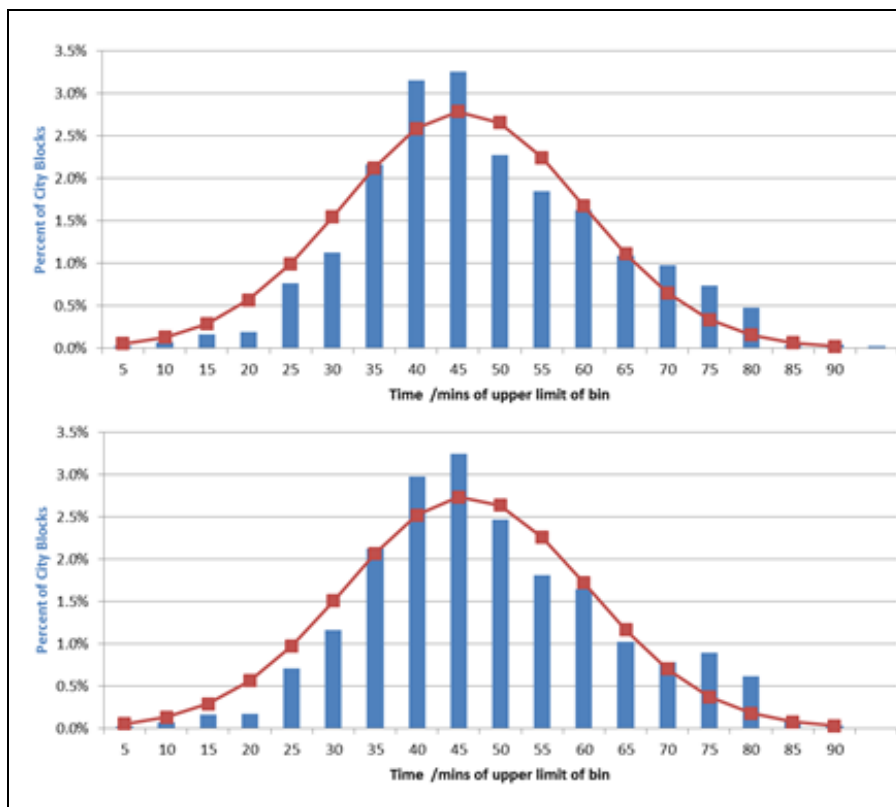 3.5%
3.0%
2.5%
2.0%
1.5%
1.0%
0.5%
0.0%
Percent of City Blocks
5 10 15 20 25 30 35 40 45 50 55 60 65 70 75 80 85 90
Time /mins of upper limit of bin
3.5%
3.0%
2.5%
2.0%
1.5%
1.0%
0.5%
0.0%
Percent of City Blocks
5 10 15 20 25 30 35 40 45 50 55 60 65 70 75 80 85 90
Time /mins of upper limit of bin